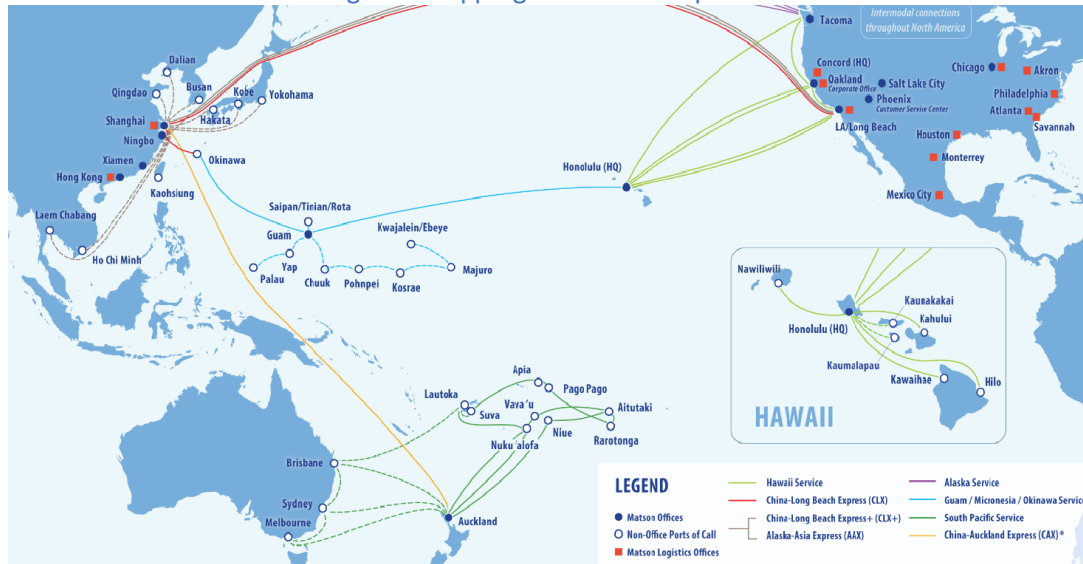 Tacoma
Intermodal connections
throughout North America
Dalian
Qingdao
Busan
Kobe
Yokohama
Hakata
Shanghai
Ningbo
Okinawa
Xiamen
Hong Kong
Kaohsiung
Laem Chabang
Ho Chi Minh
Concord (HQ)
Oakland
Corporate Office
Salt Lake City
Phoenix
Customer Service Center
LA/Long Beach
Chicago
Akron
Philadelphia
Atlanta
Savannah
Houston
Monterrey
Mexico City
Honolulu (HQ)
Saipan/Tinian/Rota
Guam
Kwajalein/Ebeye
Yap
Palau
Chuuk
Pohnpei
Kosrae
Majuro
Nawiliwili
Kaunakakai
Honolulu (HQ)
Kahului
Kaumalapau
Kawaihae
Hilo
HAWAII
Apia
Pago Pago
Lautoka
Suva
Vava´u
Aitutaki
Nuku´alofa
Niue
Rarotonga
Brisbane
Sydney
Melbourne
Auckland
LEGEND
Matson Offices
Non-Office Ports of Call
Matson Logistics Offices
Hawaii Service
China-Long Beach Express (CLX)
China-Long Beach Express+ (CLX+)
Alaska-Asia Express (AAX)
Alaska Service
Guam / Micronesia / Okinawa Service
South Pacific Service
China-Auckland Express (CAX)*